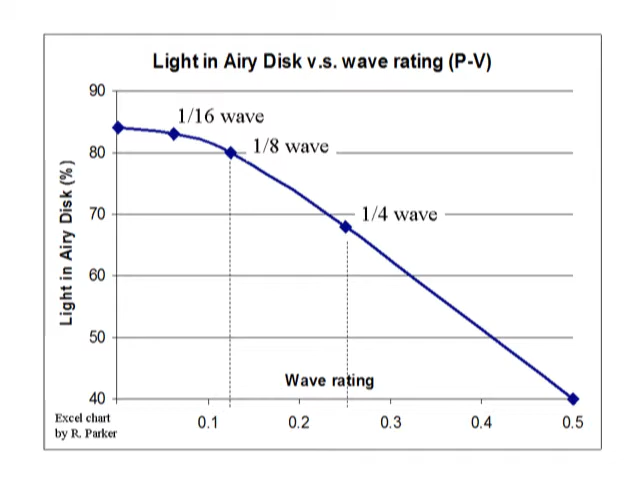 Light in Airy Disk v.s. wave rating (P-V)
90
1/16 wave
80
1/8 wave
70
1/4 wave
60
50
40
Light in Airy Disk (%)
Wave rating
0.1 0.2 0.3 0.4 0.5
Excel chart
by R. Parker